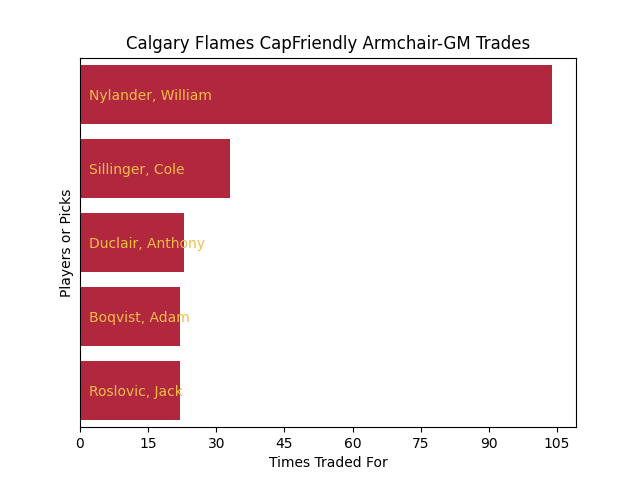 Calgary Flames CapFriendly Armchair-GM Trades
Players or Picks
Nylander, William
Sillinger, Cole
Duclair, Anthony
Boqvist, Adam
Roslovic, Jack
0 15 30 45 60 75 90 105
Times Traded For